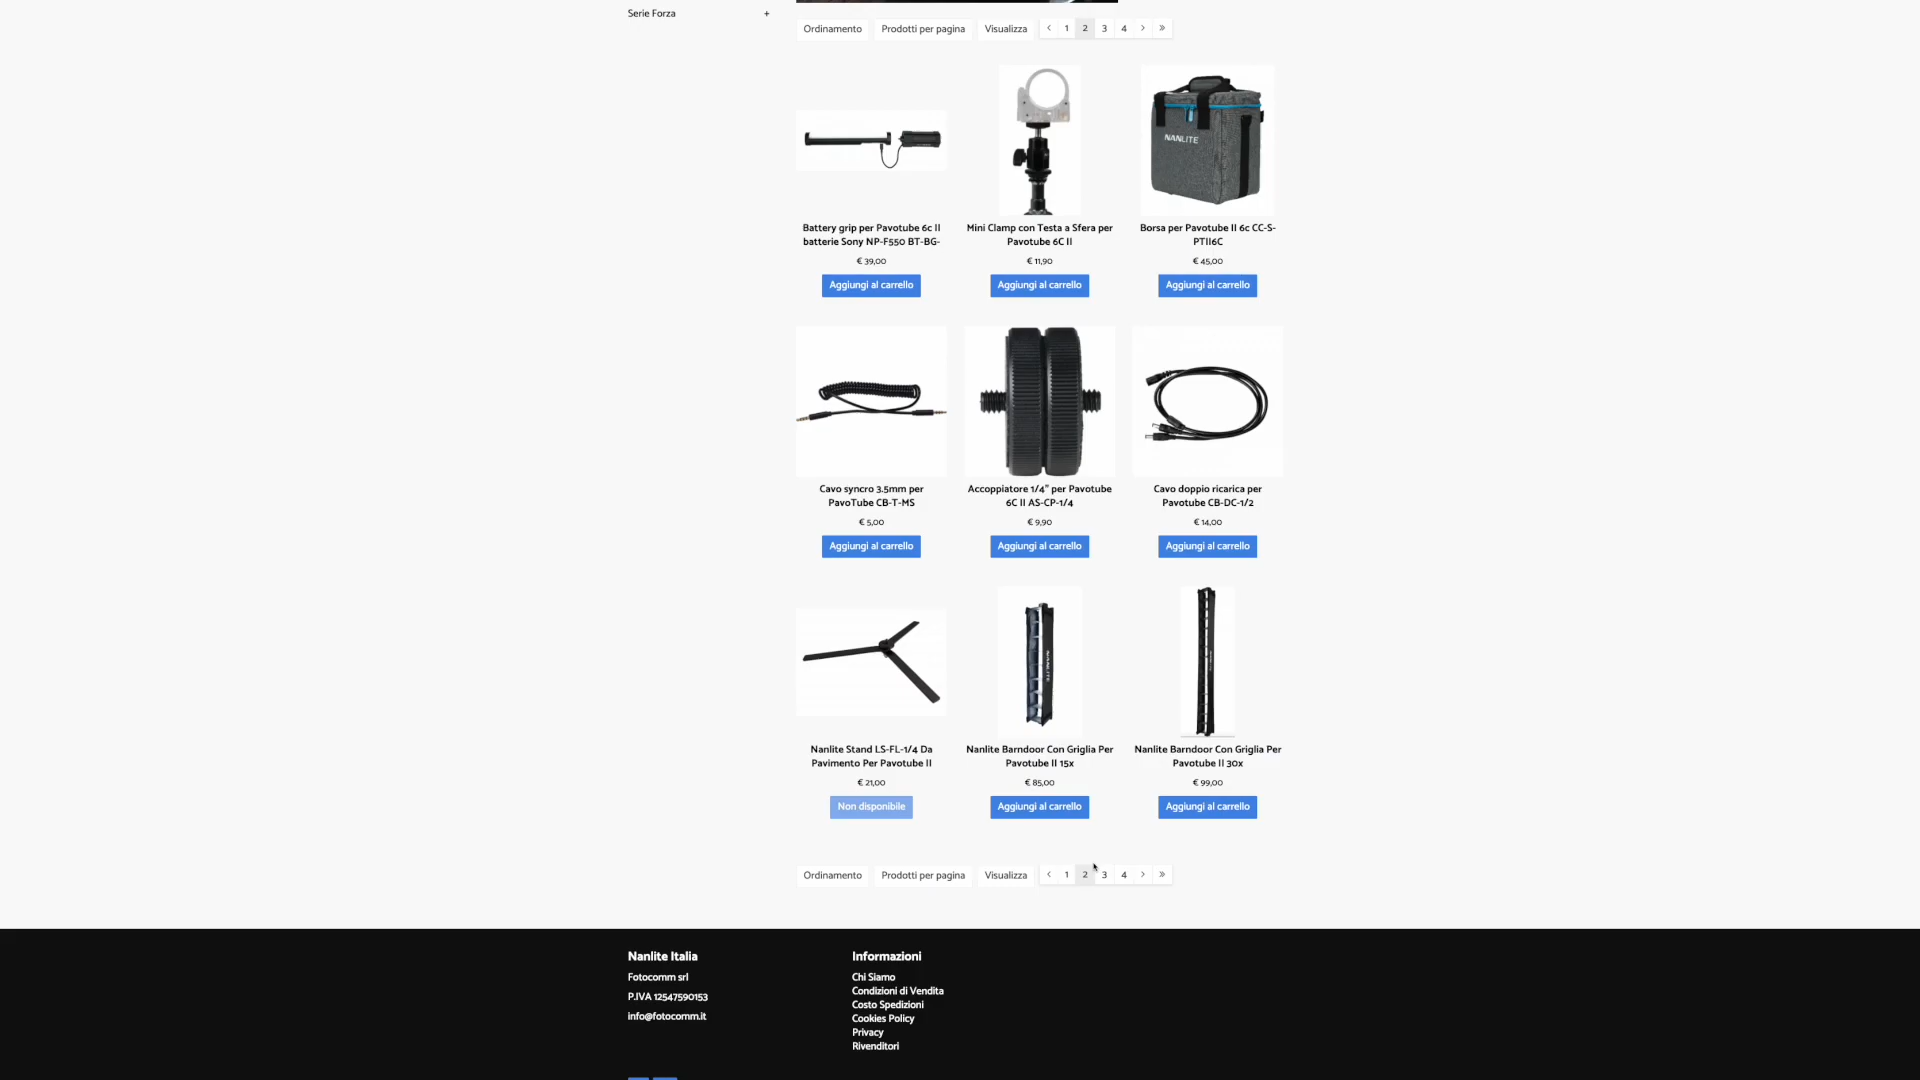 Serie Forza +
Ordinamento Prodotti per pagina Visualizza < 1 2 3 4 > »
NANLITE
Battery grip per Pavotube 6c II
batterie Sony NP-F550 BT-BG-
€ 39,00
Aggiungi al carrello
Mini Clamp con Testa a Sfera per
Pavotube 6C II
€ 11,90
Aggiungi al carrello
Borsa per Pavotube II 6c CC-S-
PTII6C
€ 45,00
Aggiungi al carrello
Cavo syncro 3.5mm per
PavoTube CB-T-MS
€ 5,00
Aggiungi al carrello
Accoppiatore 1/4" per Pavotube
6C II AS-CP-1/4
€ 9,90
Aggiungi al carrello
Cavo doppio ricarica per
Pavotube CB-DC-1/2
€ 14,00
Aggiungi al carrello
NANLITE
Nanlite Stand LS-FL-1/4 Da
Pavimento Per Pavotube II
€ 21,00
Non disponibile
Nanlite Barndoor Con Griglia Per
Pavotube II 15x
€ 85,00
Aggiungi al carrello
Nanlite Barndoor Con Griglia Per
Pavotube II 30x
€ 99,00
Aggiungi al carrello
Ordinamento Prodotti per pagina Visualizza < 1 2 3 4 > »
Nanlite Italia
Fotocomm srl
P.IVA 12547590153
info@fotocomm.it
Informazioni
Chi Siamo
Condizioni di Vendita
Costo Spedizioni
Cookies Policy
Privacy
Rivenditori